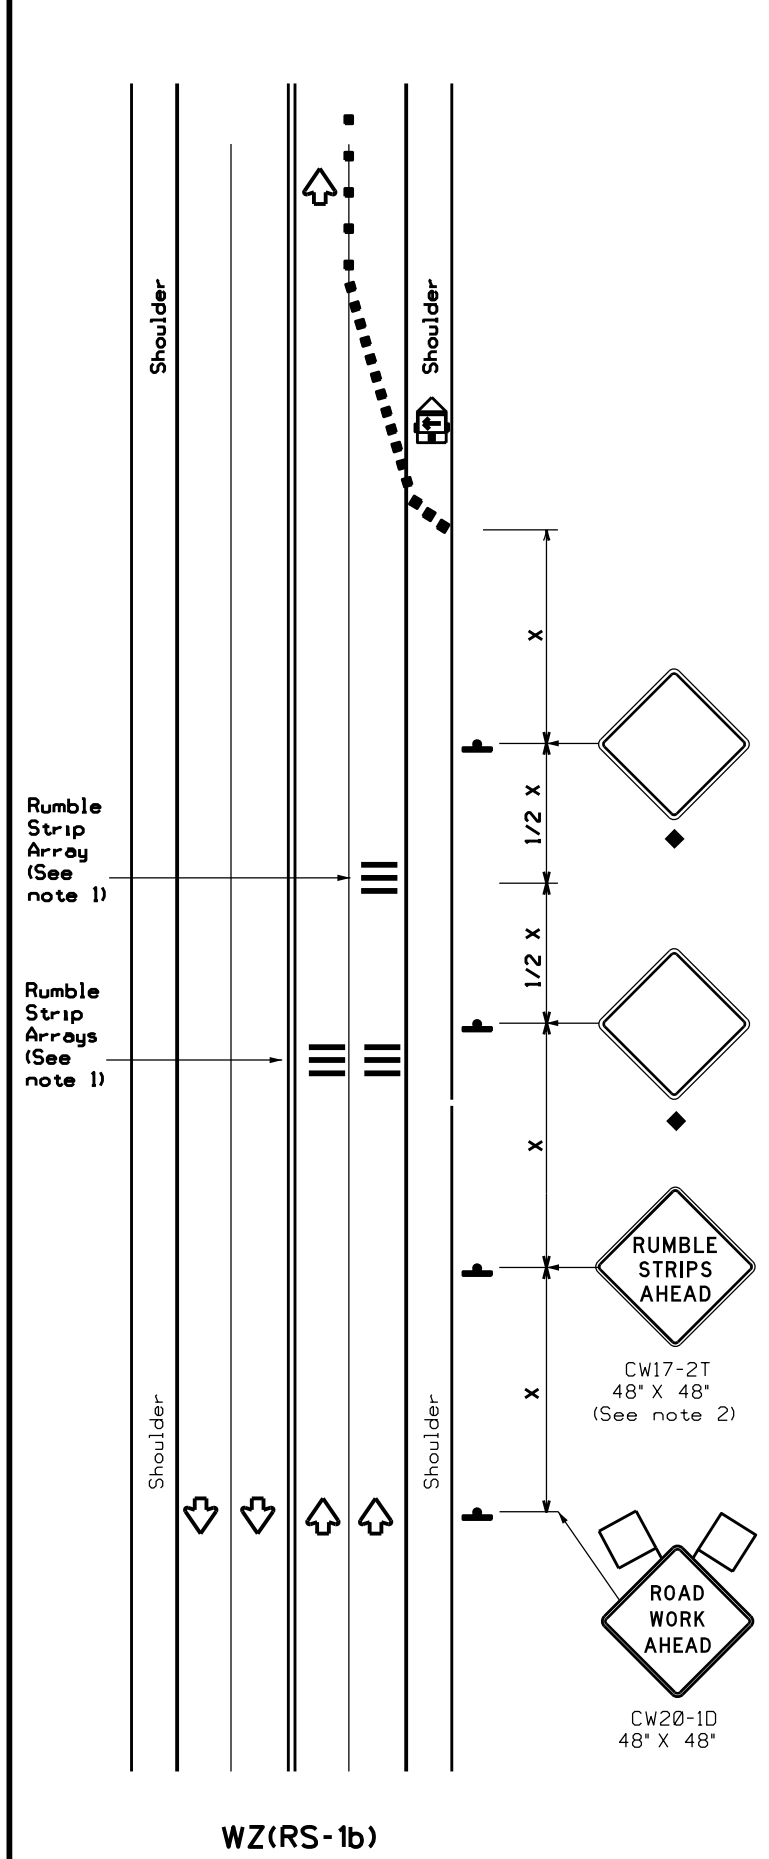 Shoulder
Shoulder
X
1/2 X
Rumble
Strip
Array
(See
note 1)
1/2 X
Rumble
Strip
Arrays
(See
note 1)
X
RUMBLE
STRIPS
AHEAD
CW17-2T
48" X 48"
(See note 2)
X
Shoulder
Shoulder
ROAD
WORK
AHEAD
CW20-1D
48" X 48"
WZ(RS-1b)